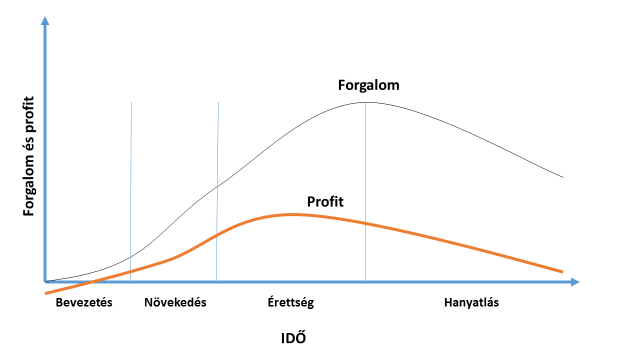 Forgalom
Forgalom és profit
Profit
Bevezetés
Növekedés
Érettség
Hanyatlás
IDŐ